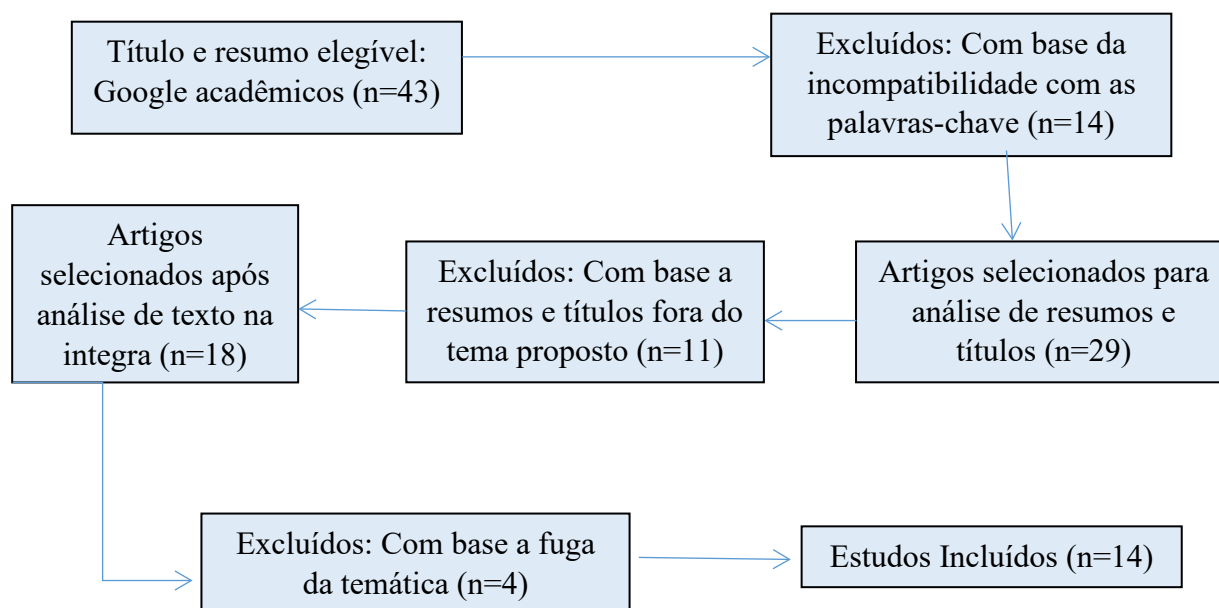 Título e resumo elegível:
Google acadêmicos (n=43)
Excluídos: Com base da
incompatibilidade com as
palavras-chave (n=14)
Artigos selecionados para
análise de resumos e
títulos (n=29)
Excluídos: Com base a
resumos e títulos fora do
tema proposto (n=11)
Artigos
selecionados após
análise de texto na
integra (n=18)
Excluídos: Com base a fuga
da temática (n=4)
Estudos Incluídos (n=14)